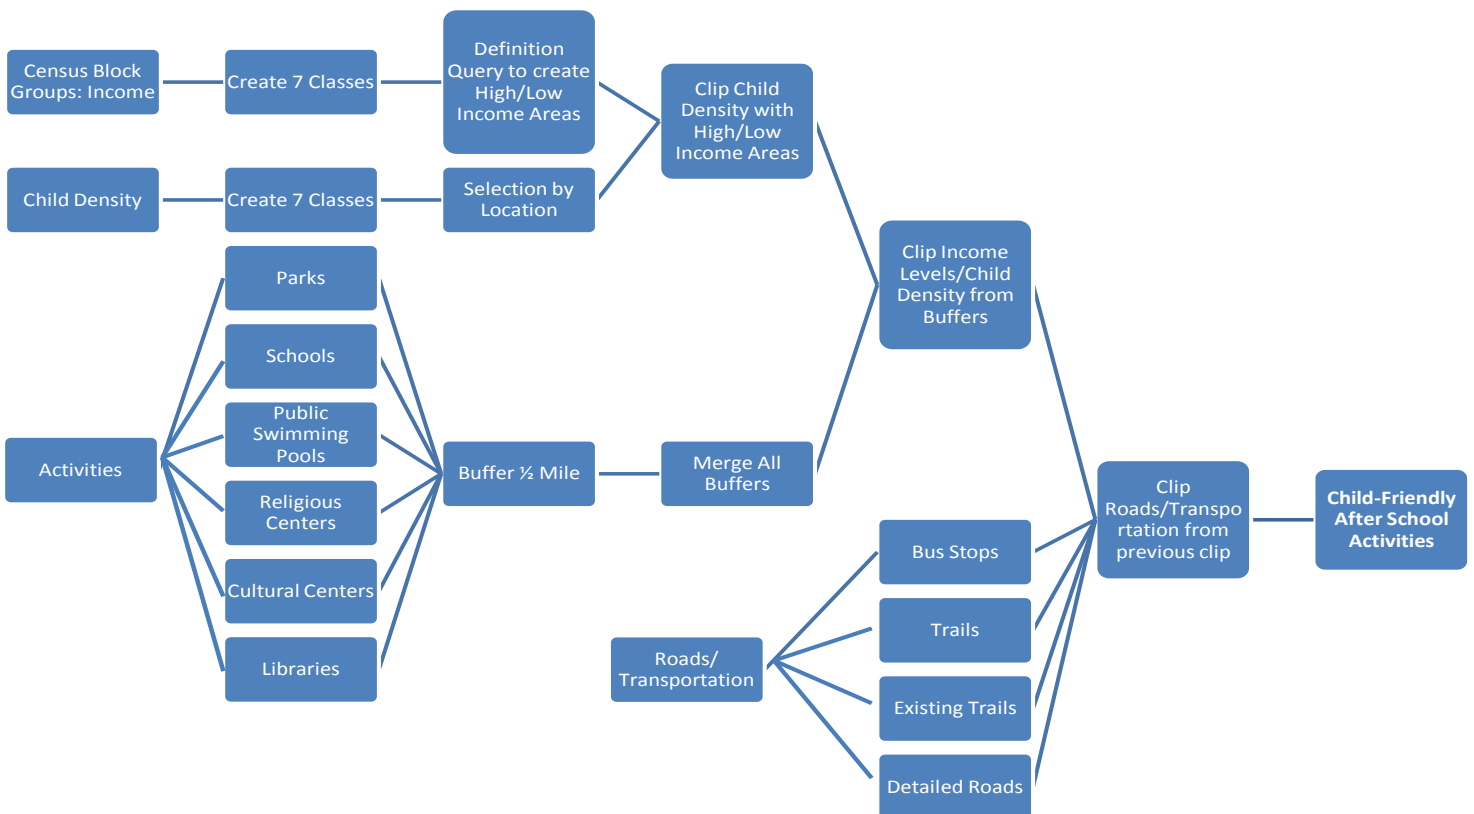 Census Block
Groups: Income
Create 7 Classes
Definition
Query to create
High/Low
Income Areas
Clip Child
Density with
High/Low
Income Areas
Child Density
Create 7 Classes
Selection by
Location
Clip Income
Levels/Child
Density from
Buffers
Activities
Parks
Schools
Public
Swimming
Pools
Religious
Centers
Cultural Centers
Libraries
Buffer ½ Mile
Merge All
Buffers
Roads/
Transportation
Bus Stops
Trails
Existing Trails
Detailed Roads
Clip
Roads/Transpo
rtation from
previous clip
Child-Friendly
After School
Activities